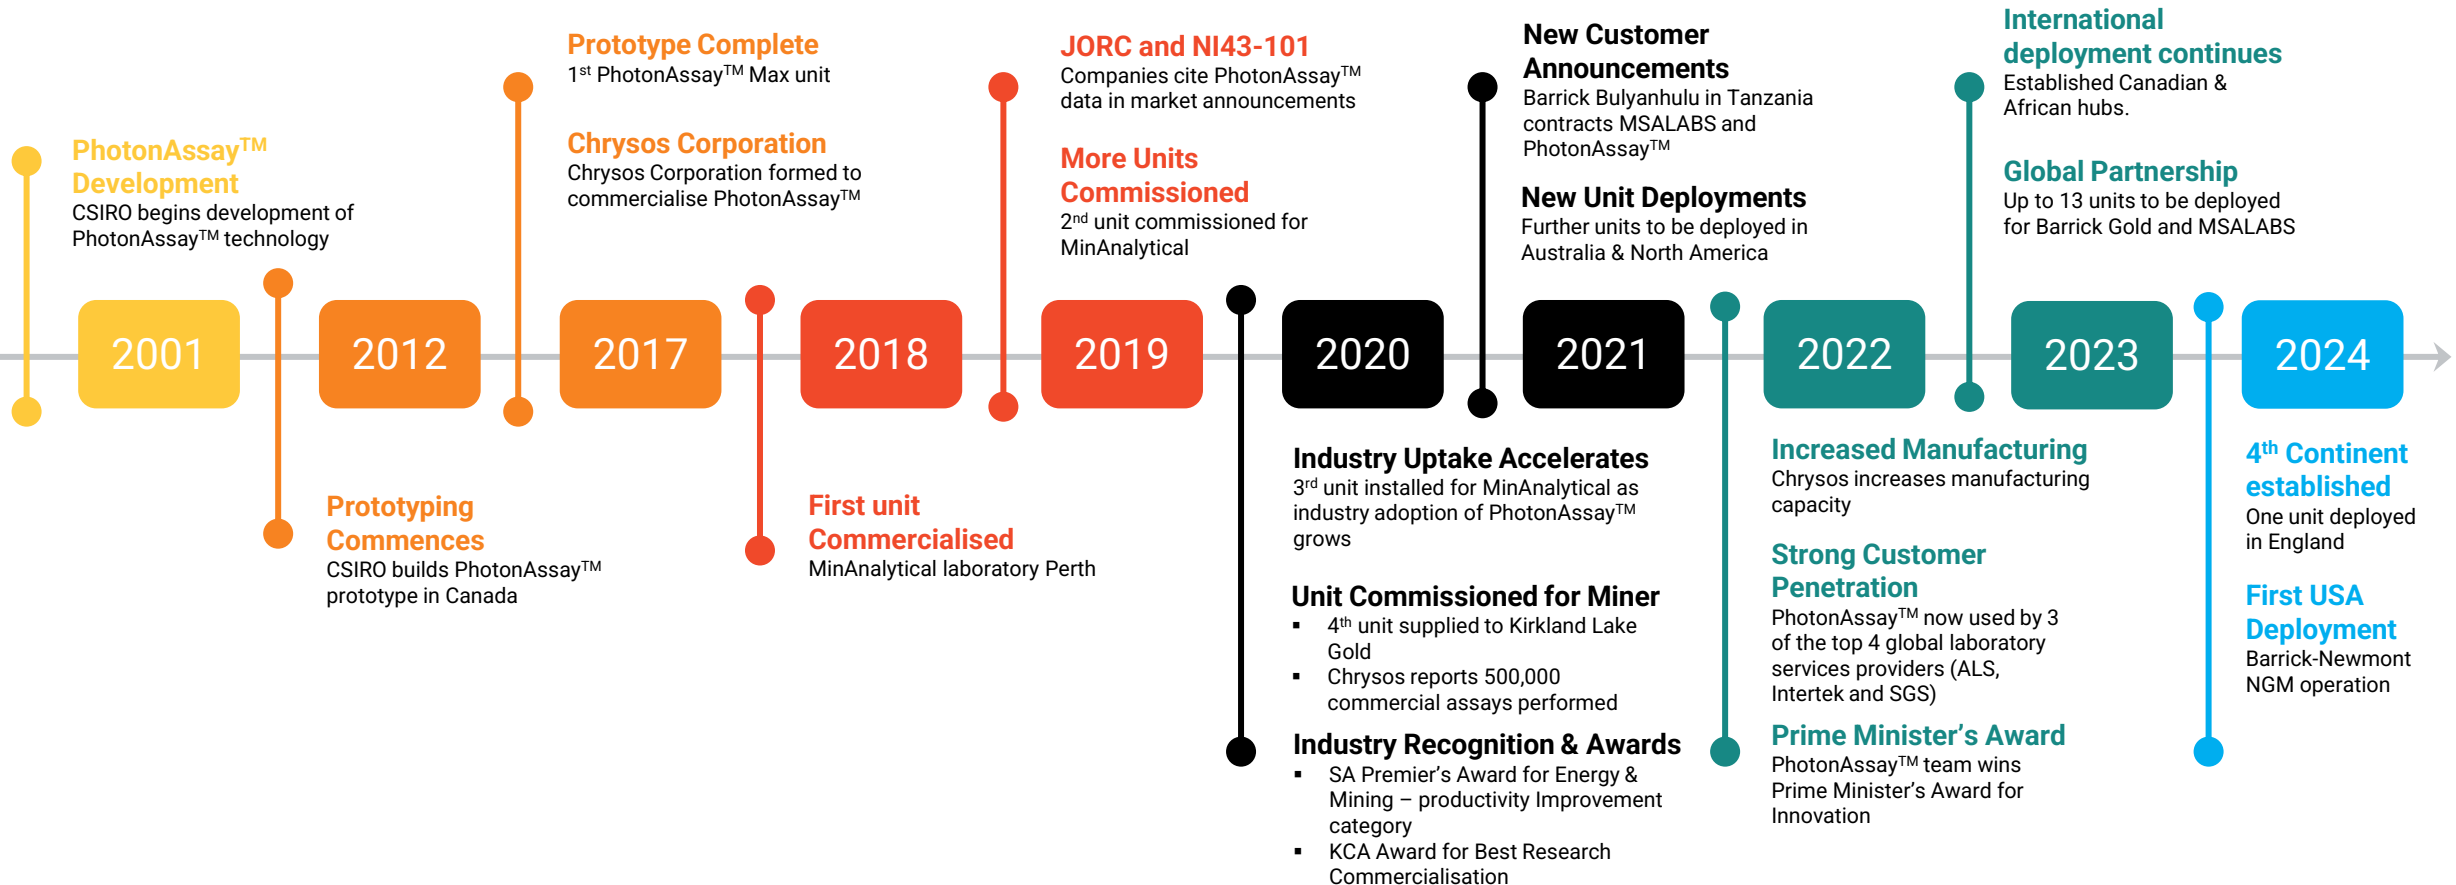 PhotonAssay™
Development
CSIRO begins development of
PhotonAssay™ technology
2001
2012
Prototyping
Commences
CSIRO builds PhotonAssay™
prototype in Canada
Prototype Complete
1st PhotonAssay™ Max unit
Chrysos Corporation
Chrysos Corporation formed to
commercialise PhotonAssay™
2017
2018
First unit
Commercialised
MinAnalytical laboratory Perth
JORC and NI43-101
Companies cite PhotonAssay™
data in market announcements
More Units
Commissioned
2nd unit commissioned for
MinAnalytical
2019
2020
Industry Uptake Accelerates
3rd unit installed for MinAnalytical as
industry adoption of PhotonAssay™
grows
Unit Commissioned for Miner
▪ 4th unit supplied to Kirkland Lake
Gold
▪ Chrysos reports 500,000
commercial assays performed
Industry Recognition & Awards
▪ SA Premier’s Award for Energy &
Mining – productivity Improvement
category
▪ KCA Award for Best Research
Commercialisation
New Customer
Announcements
Barrick Bulyanhulu in Tanzania
contracts MSALABS and
PhotonAssay™
New Unit Deployments
Further units to be deployed in
Australia & North America
2021
2022
Increased Manufacturing
Chrysos increases manufacturing
capacity
Strong Customer
Penetration
PhotonAssay™ now used by 3
of the top 4 global laboratory
services providers (ALS,
Intertek and SGS)
Prime Minister’s Award
PhotonAssay™ team wins
Prime Minister’s Award for
Innovation
International
deployment continues
Established Canadian &
African hubs.
Global Partnership
Up to 13 units to be deployed
for Barrick Gold and MSALABS
2023
2024
4th Continent
established
One unit deployed
in England
First USA
Deployment
Barrick-Newmont
NGM operation